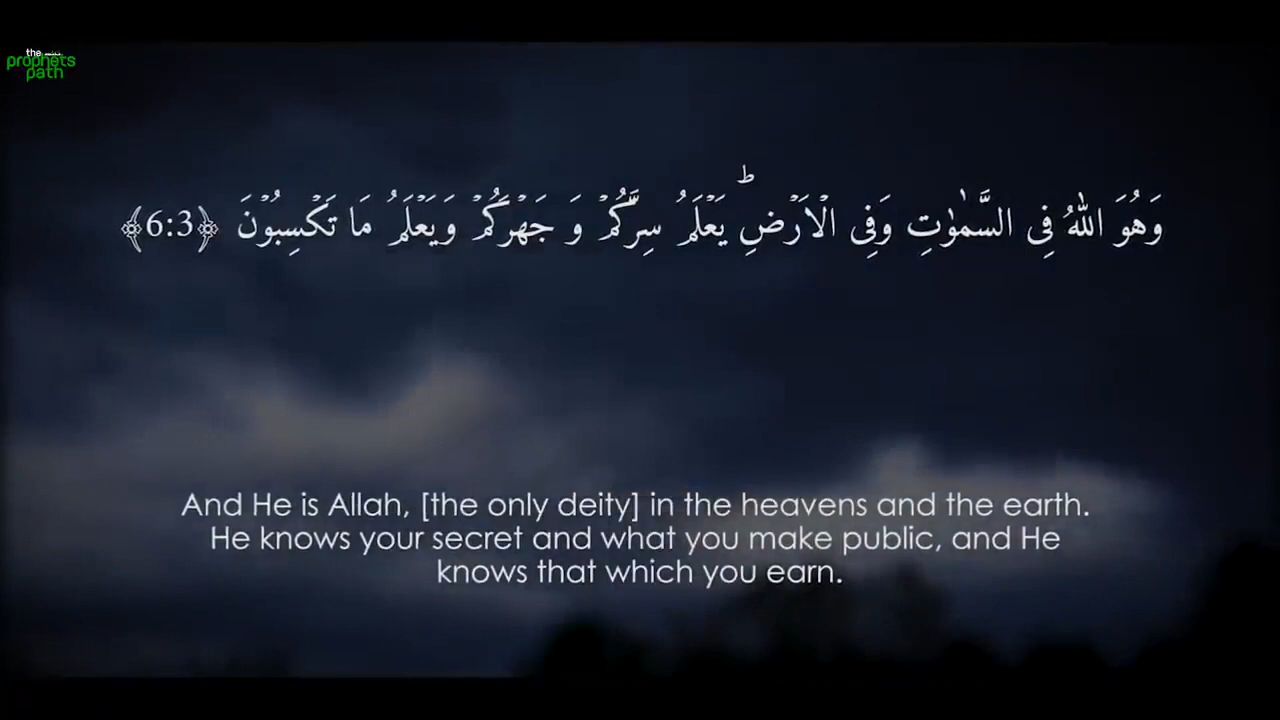 the
prophets
path
وَهُوَ اللّٰهُ فِى السَّمٰوٰتِ وَفِى الۡاَرۡضِ‌ؕ يَعۡلَمُ سِرَّكُمۡ وَ جَهۡرَكُمۡ وَيَعۡلَمُ مَا تَكۡسِبُوۡنَ ﴿6:3﴾
And He is Allah, [the only deity] in the heavens and the earth.
He knows your secret and what you make public, and He
knows that which you earn.